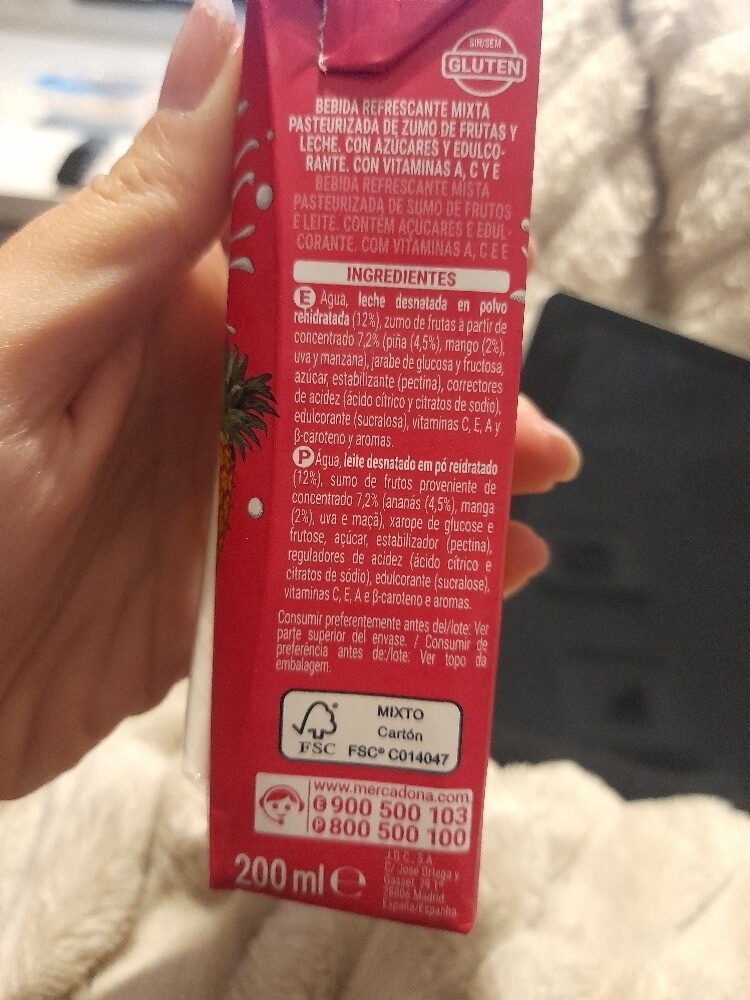 SIN/SEM
GLUTEN
BEBIDA REFRESCANTE MIXTA
PASTEURIZADA DE ZUMO DE FRUTAS Y
LECHE. CON AZÚCARES Y EDULCO-
RANTE. CON VITAMINAS A, C Y E
BEBIDA REFRESCANTE MISTA
PASTEURIZADA DE SUMO DE FRUTOS
E LEITE. CONTÉM AÇÚCARES E EDUL-
CORANTE. COM VITAMINAS A, C E E
INGREDIENTES
E Agua, leche desnatada en polvo
rehidratada (12%), zumo de frutas a partir de
concentrado 7,2% (piña (4,5%), mango (2%),
uva y manzana), jarabe de glucosa y fructosa,
azúcar, estabilizante (pectina), correctores
de acidez (ácido cítrico y citratos de sodio),
edulcorante (sucralosa), vitaminas C, E, A y
β-caroteno y aromas.
P Água, leite desnatado em pó reidratado
(12%), sumo de frutos proveniente de
concentrado 7,2% (ananás (4,5%), manga
(2%), uva e maçã), xarope de glucose e
frutose, açúcar, estabilizador (pectina),
reguladores de acidez (ácido cítrico e
citratos de sódio), edulcorante (sucralose),
vitaminas C, E, A e β-caroteno e aromas.
Consumir preferentemente antes del/lote: Ver
parte superior del envase. / Consumir de
preferência antes de:/lote: Ver topo da
embalagem.
MIXTO
Cartón
FSC FSC® C014047
www.mercadona.com
E 900 500 103
P 800 500 100
200 ml e
J.G.C., S.A.
C/ Jose Ortega y
Gasset, 29 1º
28006 Madrid
España/Espanha